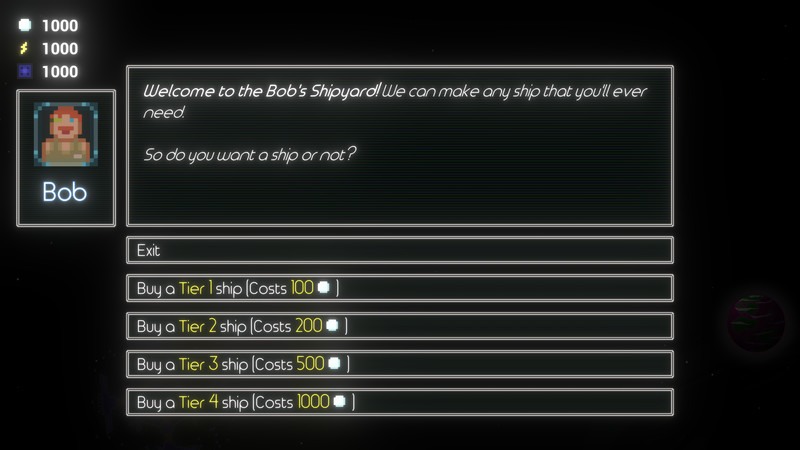 1000
1000
1000
Bob
Welcome to the Bob's Shipyard! We can make any ship that you'll ever
need!
So do you want a ship or not?
Exit
Buy a Tier 1 ship (Costs 100 )
Buy a Tier 2 ship (Costs 200 )
Buy a Tier 3 ship (Costs 500 )
Buy a Tier 4 ship (Costs 1000 )